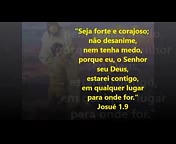 "Seja forte e corajoso;
não desanime,
nem tenha medo,
porque eu, o Senhor
seu Deus,
estarei contigo,
em qualquer lugar
para onde for."
Josué 1.9